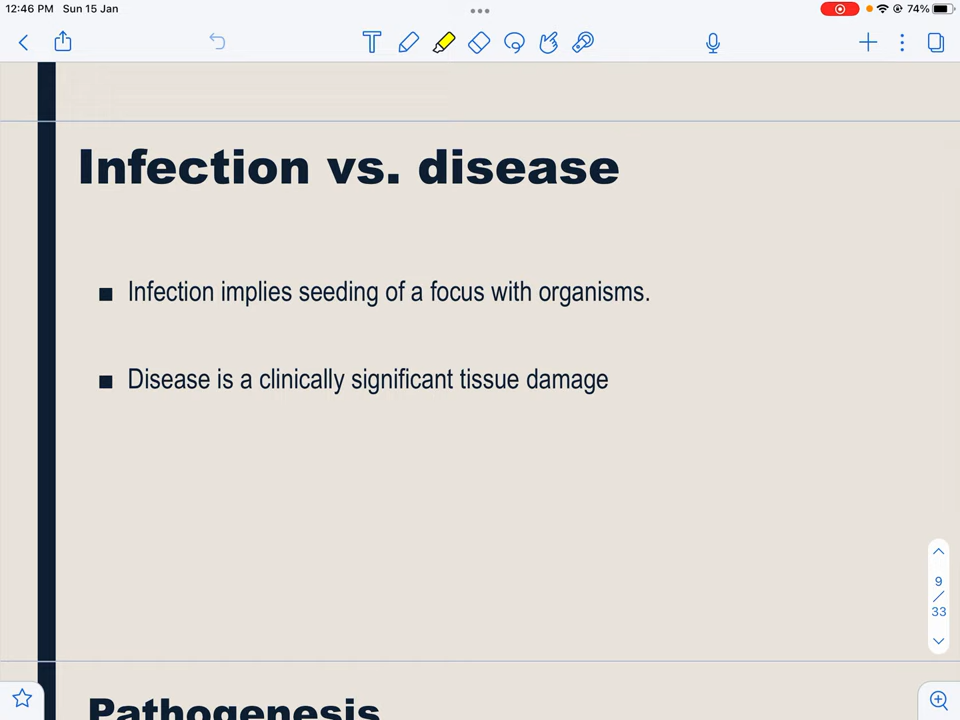 12:46 PM Sun 15 Jan
74%
Infection vs. disease
■ Infection implies seeding of a focus with organisms.
■ Disease is a clinically significant tissue damage
9
/
33
Pathogenesis